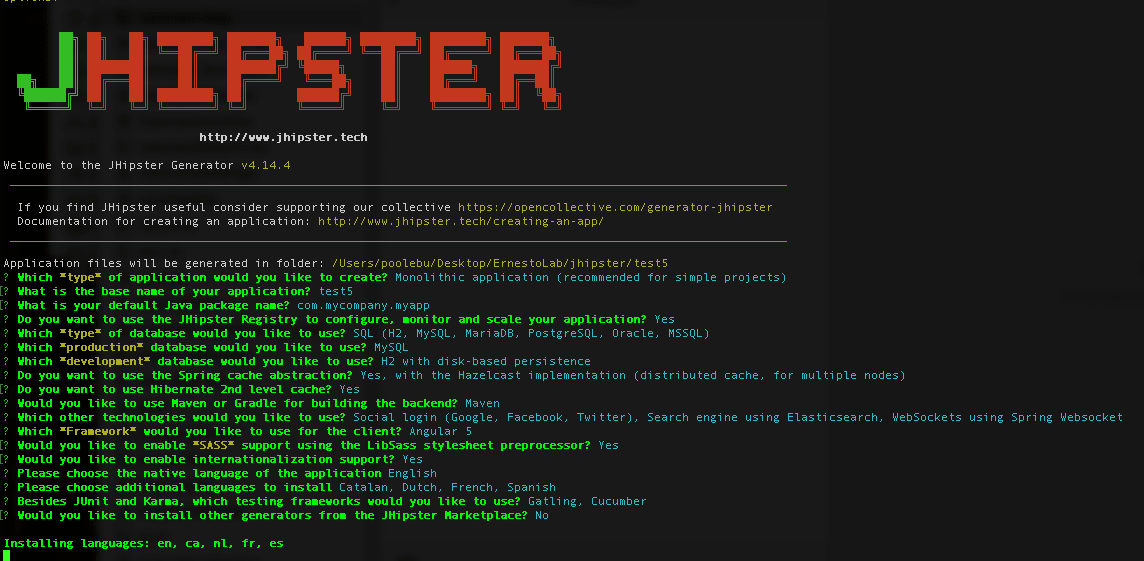 JHIPSTER
http://www.jhipster.tech
Welcome to the JHipster Generator v4.14.4
If you find JHipster useful consider supporting our collective https://opencollective.com/generator-jhipster
Documentation for creating an application: http://www.jhipster.tech/creating-an-app/
Application files will be generated in folder: /Users/poolebu/Desktop/ErnestoLab/jhipster/test5
? Which *type* of application would you like to create? Monolithic application (recommended for simple projects)
[? What is the base name of your application? test5
[? What is your default Java package name? com.mycompany.myapp
? Do you want to use the JHipster Registry to configure, monitor and scale your application? Yes
? Which *type* of database would you like to use? SQL (H2, MySQL, MariaDB, PostgreSQL, Oracle, MSSQL)
? Which *production* database would you like to use? MySQL
? Which *development* database would you like to use? H2 with disk-based persistence
? Do you want to use the Spring cache abstraction? Yes, with the Hazelcast implementation (distributed cache, for multiple nodes)
[? Do you want to use Hibernate 2nd level cache? Yes
? Would you like to use Maven or Gradle for building the backend? Maven
? Which other technologies would you like to use? Social login (Google, Facebook, Twitter), Search engine using Elasticsearch, WebSockets using Spring Websocket
? Which *Framework* would you like to use for the client? Angular 5
[? Would you like to enable *SASS* support using the LibSass stylesheet preprocessor? Yes
[? Would you like to enable internationalization support? Yes
? Please choose the native language of the application English
? Please choose additional languages to install Catalan, Dutch, French, Spanish
? Besides JUnit and Karma, which testing frameworks would you like to use? Gatling, Cucumber
[? Would you like to install other generators from the JHipster Marketplace? No
Installing languages: en, ca, nl, fr, es